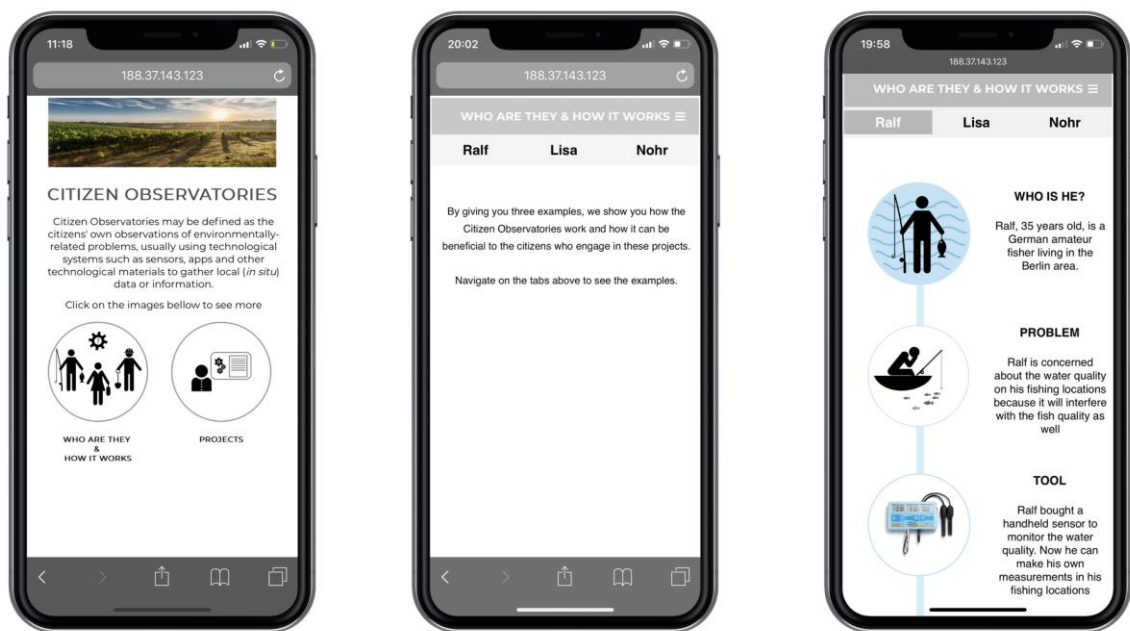 11:18
188.37.143.123
CITIZEN OBSERVATORIES
Citizen Observatories may be defined as the
citizens' own observations of environmentally-
related problems, usually using technological
systems such as sensors, apps and other
technological materials to gather local (in situ)
data or information.
Click on the images bellow to see more
WHO ARE THEY
&
HOW IT WORKS
PROJECTS
20:02
188.37.143.123
WHO ARE THEY & HOW IT WORKS
Ralf Lisa Nohr
By giving you three examples, we show you how the
Citizen Observatories work and how it can be
beneficial to the citizens who engage in these projects.
Navigate on the tabs above to see the examples.
19:58
188.37.143.123
WHO ARE THEY & HOW IT WORKS
Ralf Lisa Nohr
WHO IS HE?
Ralf, 35 years old, is a
German amateur
fisher living in the
Berlin area.
PROBLEM
Ralf is concerned
about the water quality
on his fishing locations
because it will interfere
with the fish quality as
well
TOOL
Ralf bought a
handheld sensor to
monitor the water
quality. Now he can
make his own
measurements in his
fishing locations